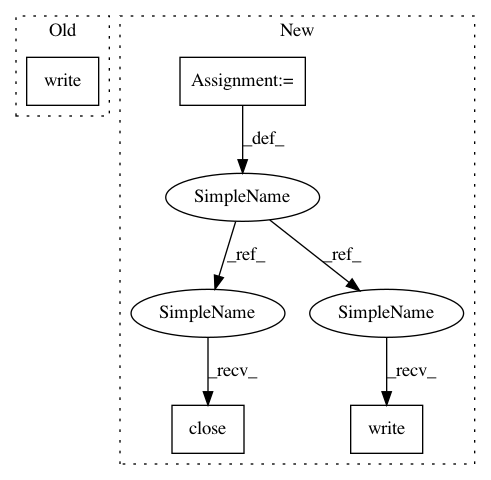 Old
New
write
Assignment:=
_def_
SimpleName
_ref_
_ref_
SimpleName
SimpleName
_recv_
_recv_
close
write